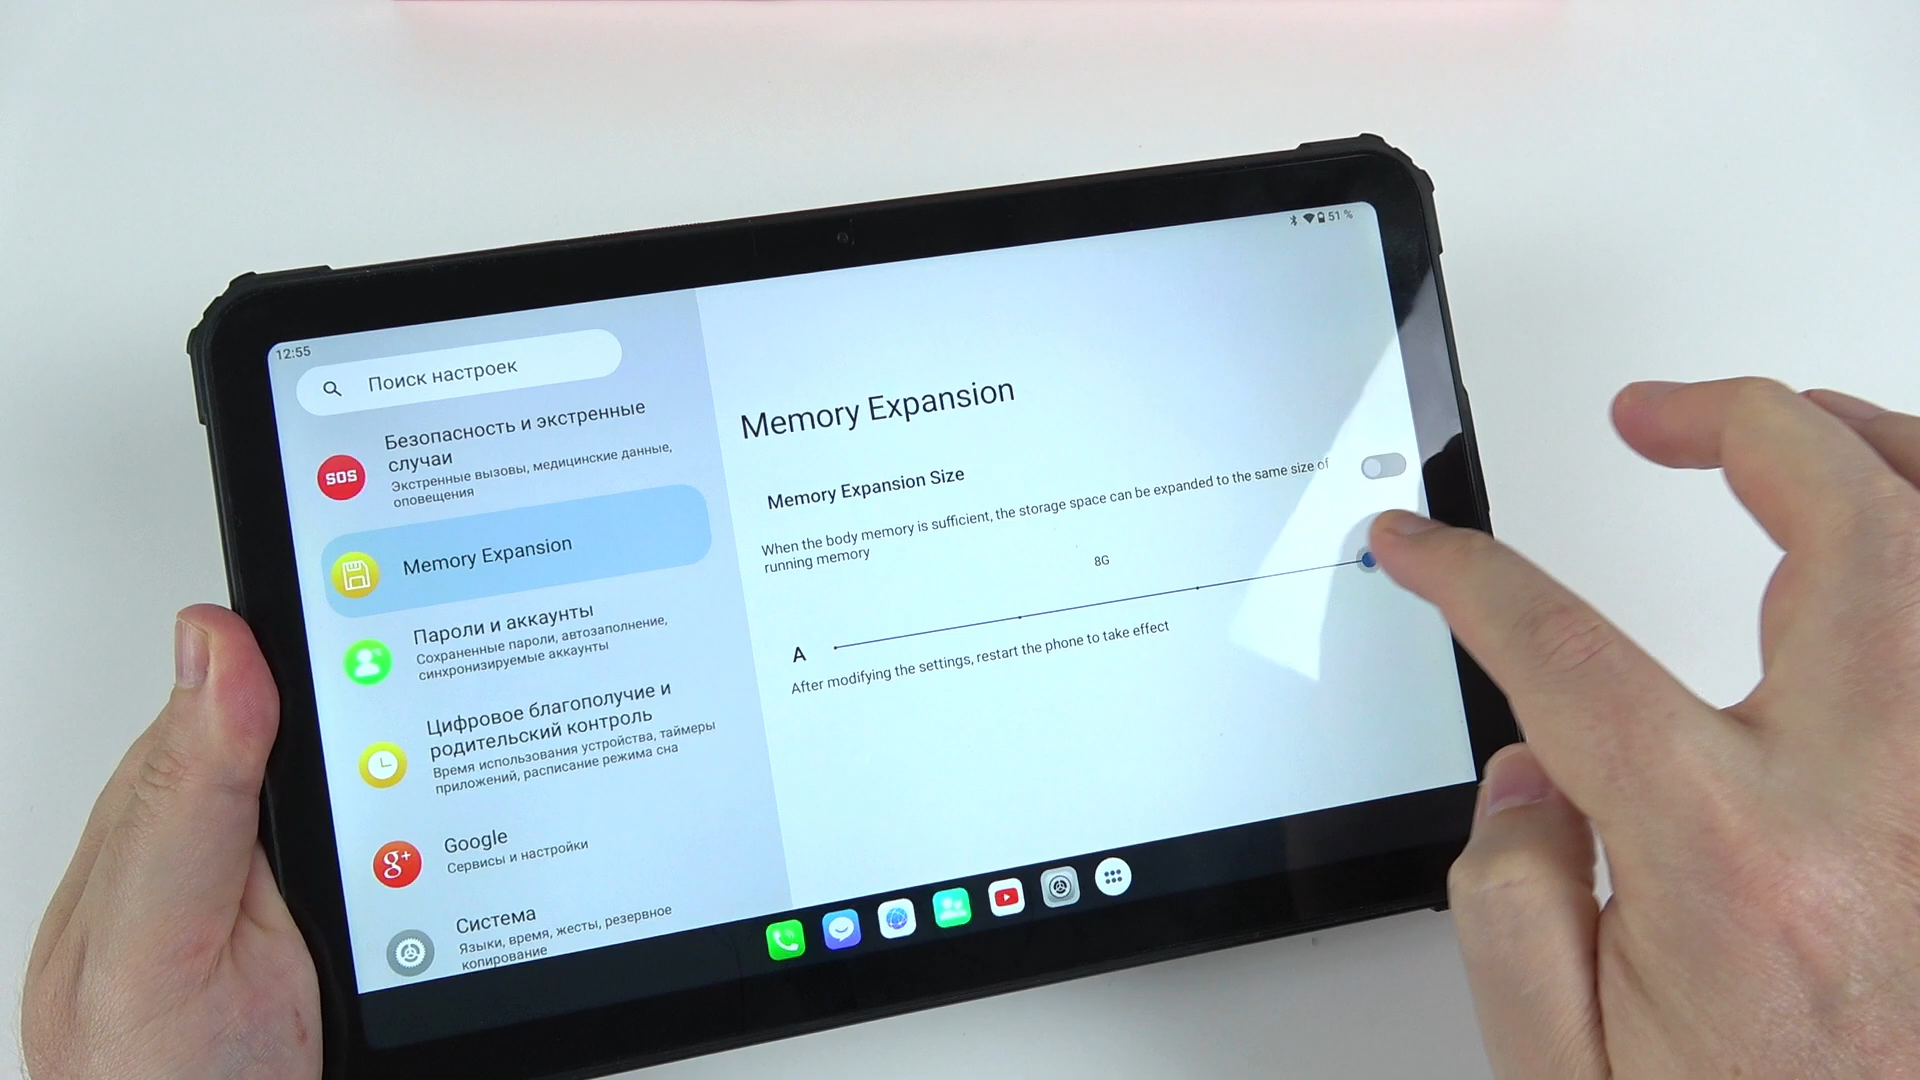 12:55
51 %
Поиск настроек
SOS
Безопасность и экстренные
случаи
Экстренные вызовы, медицинские данные,
оповещения
Memory Expansion
Пароли и аккаунты
Сохраненные пароли, автозаполнение,
синхронизируемые аккаунты
Цифровое благополучие и
родительский контроль
Время использования устройства, таймеры
приложений, расписание режима сна
g+
Google
Сервисы и настройки
Система
Языки, время, жесты, резервное
копирование
Memory Expansion
Memory Expansion Size
When the body memory is sufficient, the storage space can be expanded to the same size of
running memory
8G
A
After modifying the settings, restart the phone to take effect